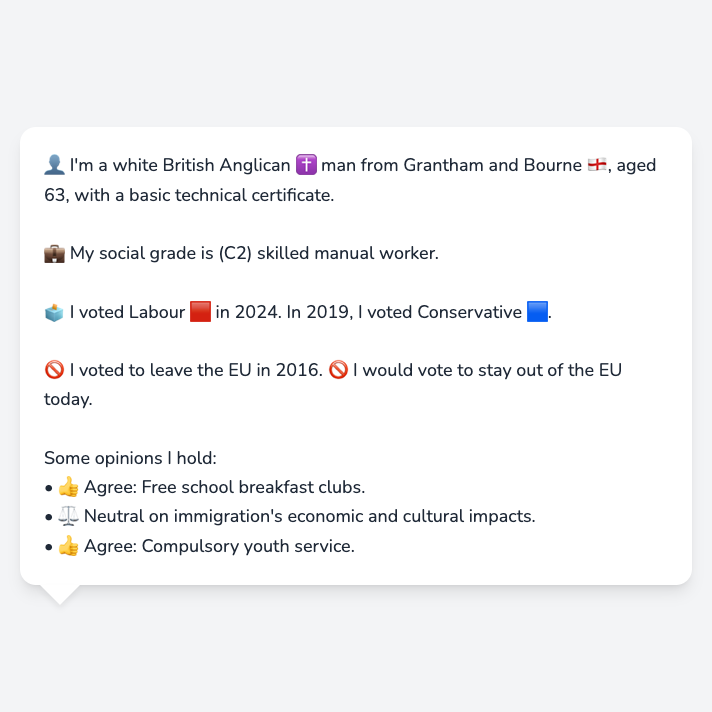 👤 I'm a white British Anglican ✝️ man from Grantham and Bourne 🏴󠁧󠁢󠁥󠁮󠁧󠁿, aged
63, with a basic technical certificate.
💼 My social grade is (C2) skilled manual worker.
🗳️ I voted Labour 🟥 in 2024. In 2019, I voted Conservative 🟦.
🚫 I voted to leave the EU in 2016. 🚫 I would vote to stay out of the EU
today.
Some opinions I hold:
• 👍 Agree: Free school breakfast clubs.
• ⚖️ Neutral on immigration's economic and cultural impacts.
• 👍 Agree: Compulsory youth service.